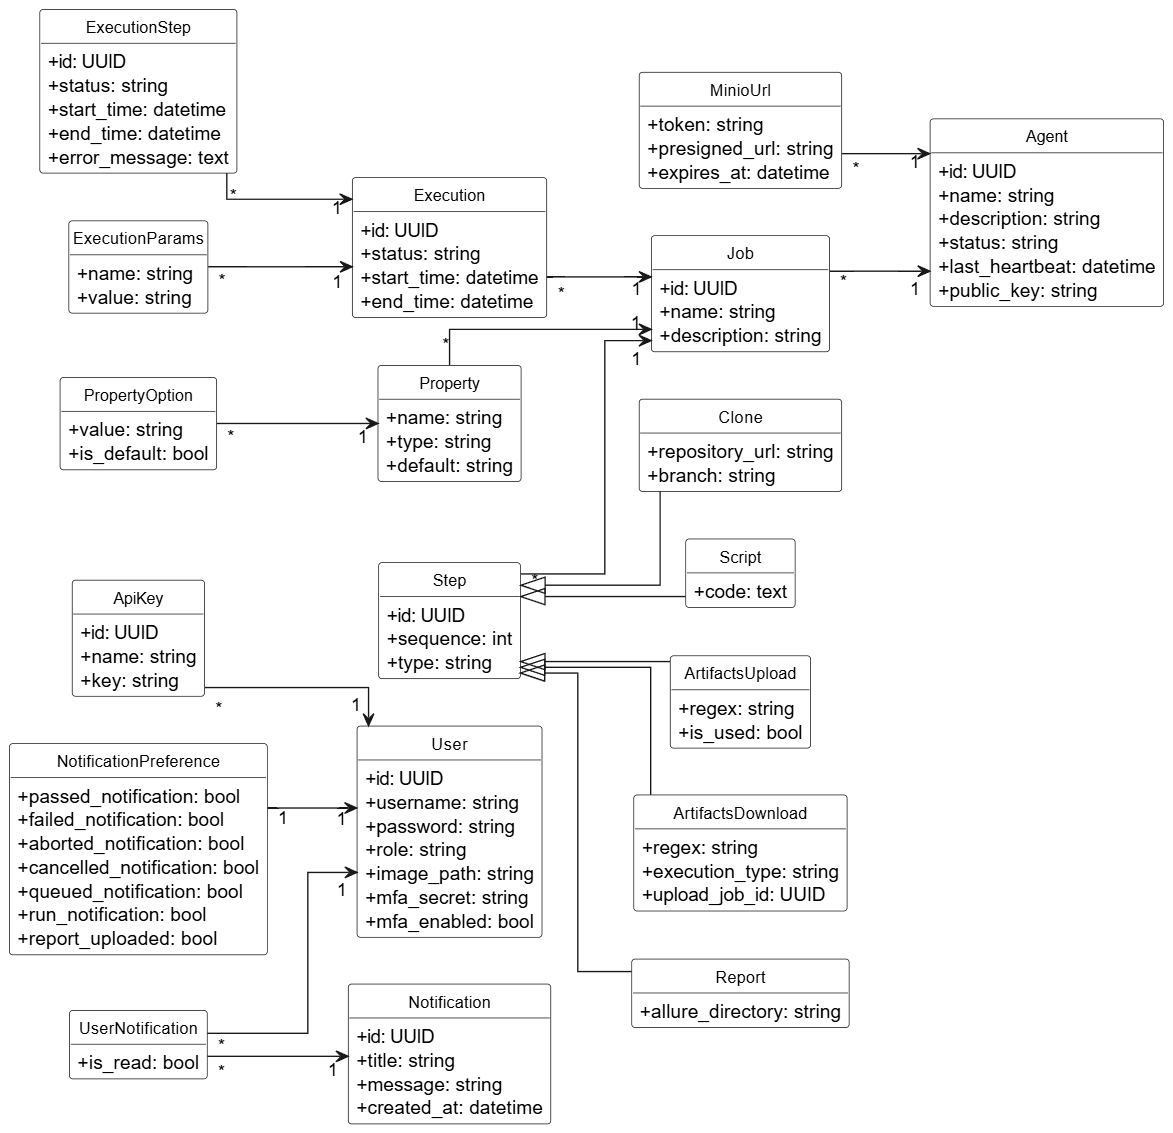 ExecutionStep
+id: UUID
+status: string
+start_time: datetime
+end_time: datetime
+error_message: text
*
1
MinioUrl
+token: string
+presigned_url: string
+expires_at: datetime
*
1
Agent
+id: UUID
+name: string
+description: string
+status: string
+last_heartbeat: datetime
+public_key: string
Execution
+id: UUID
+status: string
+start_time: datetime
+end_time: datetime
*
1
ExecutionParams
+name: string
+value: string
*
1
Job
+id: UUID
+name: string
+description: string
*
1
Property
+name: string
+type: string
+default: string
*
1
1
PropertyOption
+value: string
+is_default: bool
*
1
Clone
+repository_url: string
+branch: string
Script
+code: text
Step
+id: UUID
+sequence: int
+type: string
*
ApiKey
+id: UUID
+name: string
+key: string
*
1
ArtifactsUpload
+regex: string
+is_used: bool
User
+id: UUID
+username: string
+password: string
+role: string
+image_path: string
+mfa_secret: string
+mfa_enabled: bool
NotificationPreference
+passed_notification: bool
+failed_notification: bool
+aborted_notification: bool
+cancelled_notification: bool
+queued_notification: bool
+run_notification: bool
+report_uploaded: bool
1
1
1
ArtifactsDownload
+regex: string
+execution_type: string
+upload_job_id: UUID
Report
+allure_directory: string
UserNotification
+is_read: bool
*
*
1
Notification
+id: UUID
+title: string
+message: string
+created_at: datetime